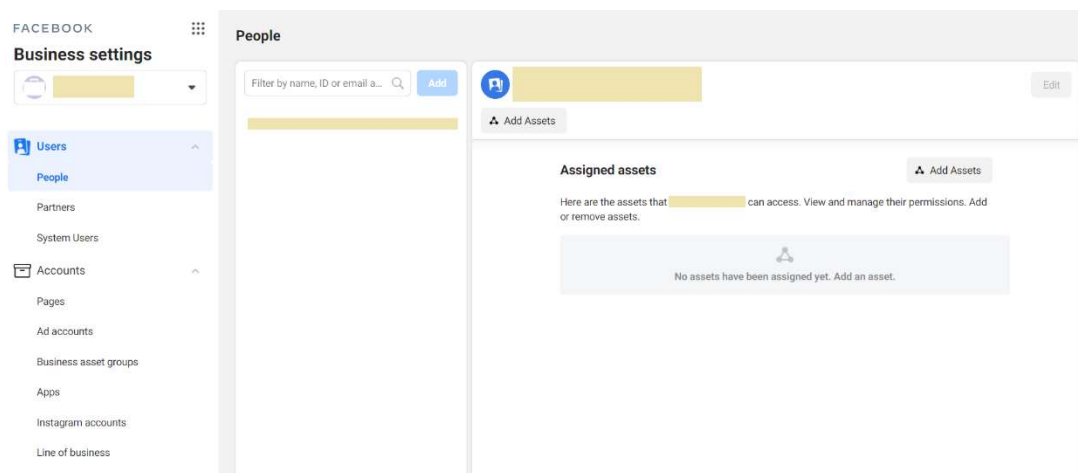 FACEBOOK
Business settings
Users
People
Partners
System Users
Accounts
Pages
Ad accounts
Business asset groups
Apps
Instagram accounts
Line of business
People
Filter by name, ID or email a...
Add
Edit
Add Assets
Assigned assets
Add Assets
Here are the assets that can access. View and manage their permissions. Add
or remove assets.
No assets have been assigned yet. Add an asset.